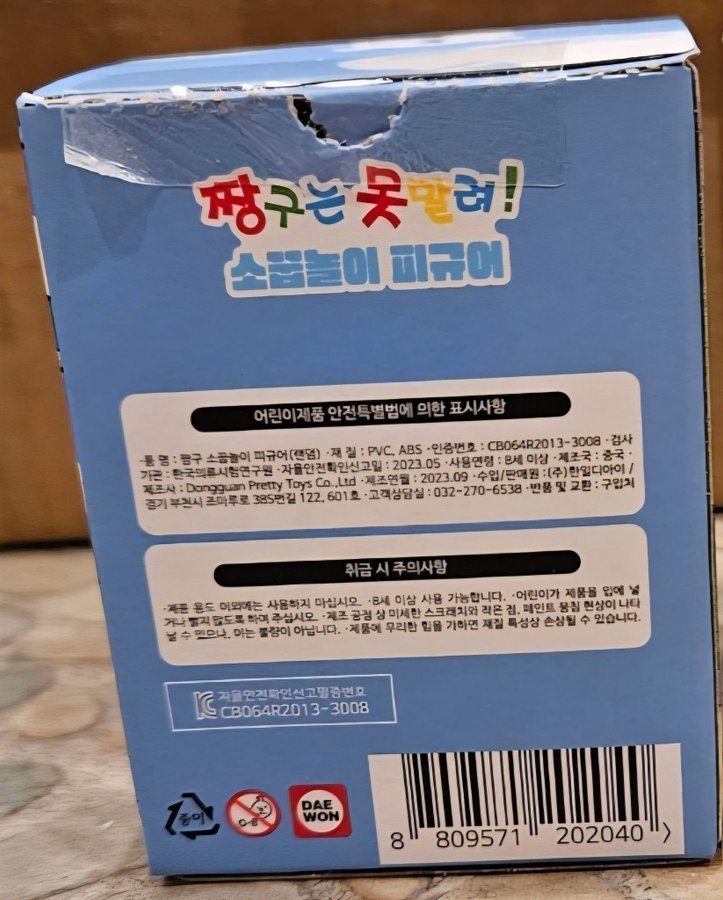 짱구는 못말려!
소꿉놀이 피규어
어린이제품 안전특별법에 의한 표시사항
·품 명 : 짱구 소꿉놀이 피규어(랜덤) ·재 질 : PVC, ABS ·인증번호 : CB064R2013-3008 ·검사
기관 : 한국의류시험연구원 ·자율안전확인신고일 : 2023.05 ·사용연령 : 8세 이상 ·제조국 : 중국 ·
제조사 : Dongguan Pretty Toys Co.,Ltd ·제조연월 : 2023.09 ·수입/판매원 : (주)한일디아이 /
경기 부천시 조마루로 385번길 122, 601호 ·고객상담실 : 032-270-6538 ·반품 및 교환 : 구입처
취급 시 주의사항
·제품 용도 이외에는 사용하지 마십시오. ·8세 이상 사용 가능합니다. ·어린이가 제품을 입에 넣
거나 빨지 않도록 하여 주십시오. ·제조 공정 상 미세한 스크래치와 작은 점, 페인트 뭉침 현상이 나타
날 수 있으나, 이는 불량이 아닙니다. ·제품에 무리한 힘을 가하면 재질 특성상 손상될 수 있습니다.
자율안전확인신고필증번호
CB064R2013-3008
종이
0-8
DAE
WON
8 809571 202040 >